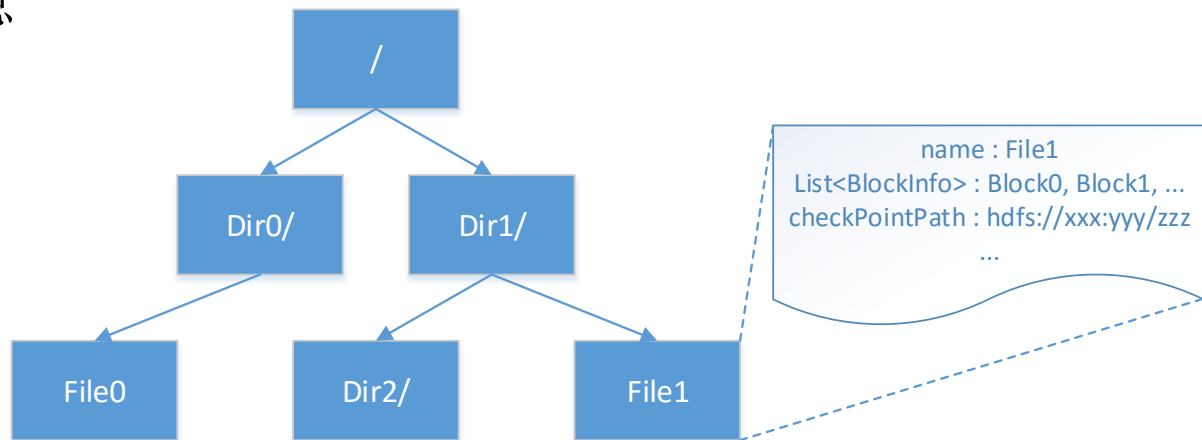 /
Dir0/
Dir1/
File0
Dir2/
File1
name : File1
List<BlockInfo> : Block0, Block1, ...
checkPointPath : hdfs://xxx:yyy/zzz
...